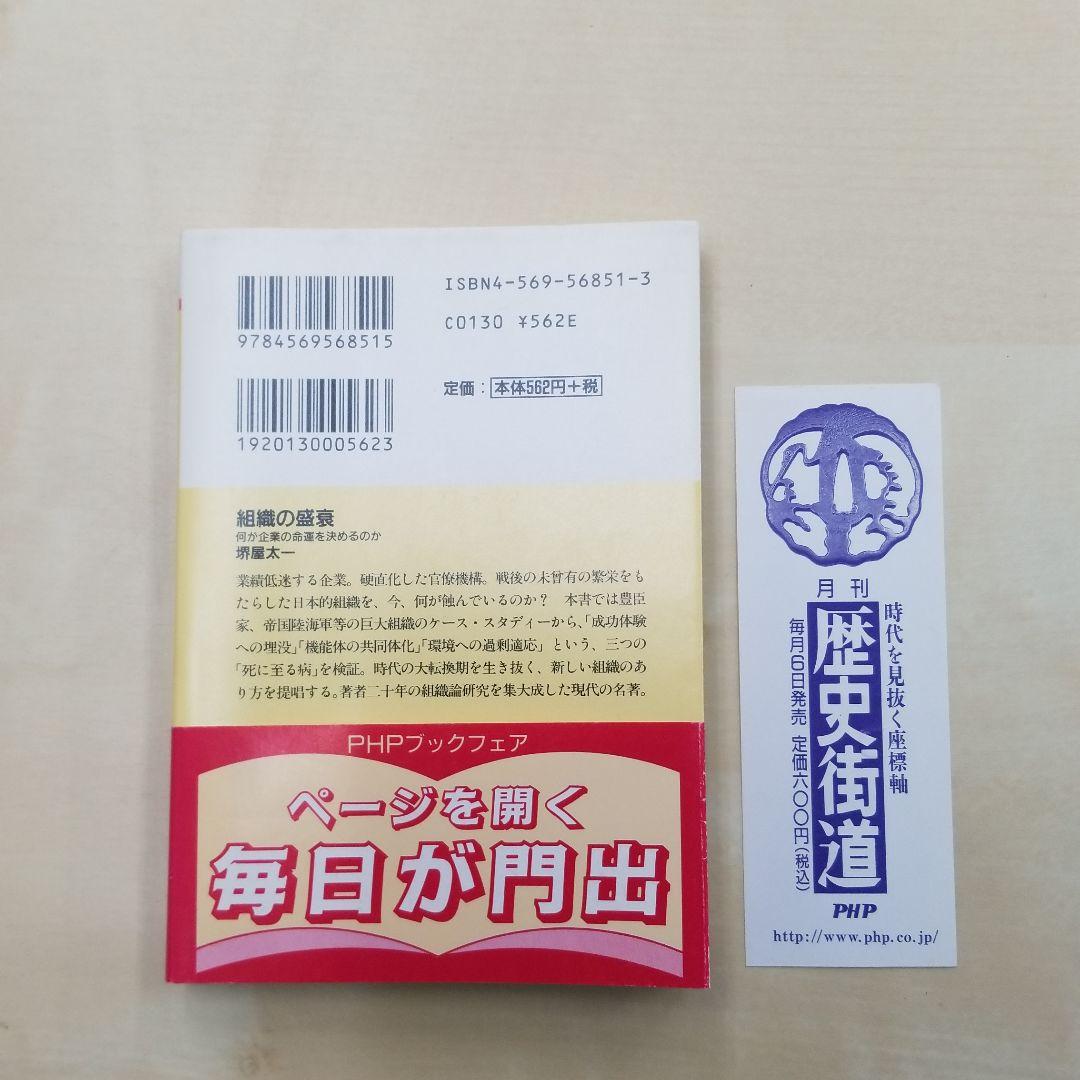 ISBN4-569-56851-3
C0130 ¥562E
9784569568515
定価：本体562円+税
1920130005623
組織の盛衰
何が企業の命運を決めるのか
堺屋太一
業績低迷する企業。硬直化した官僚機構。戦後の未曾有の繁栄をも
たらした日本的組織を、今、何が蝕んでいるのか？　本書では豊臣
家、帝国陸海軍等の巨大組織のケース・スタディーから、「成功体験
への埋没」「機能体の共同体化」「環境への過剰適応」という、三つの
「死に至る病」を検証。時代の大転換期を生き抜く、新しい組織のあ
り方を提唱する。著者二十年の組織論研究を集大成した現代の名著。
PHPブックフェア
ページを開く
毎日が門出
月刊
時代を見抜く座標軸
歴史街道
毎月6日発売 定価六〇〇円(税込)
PHP
http://www.php.co.jp/